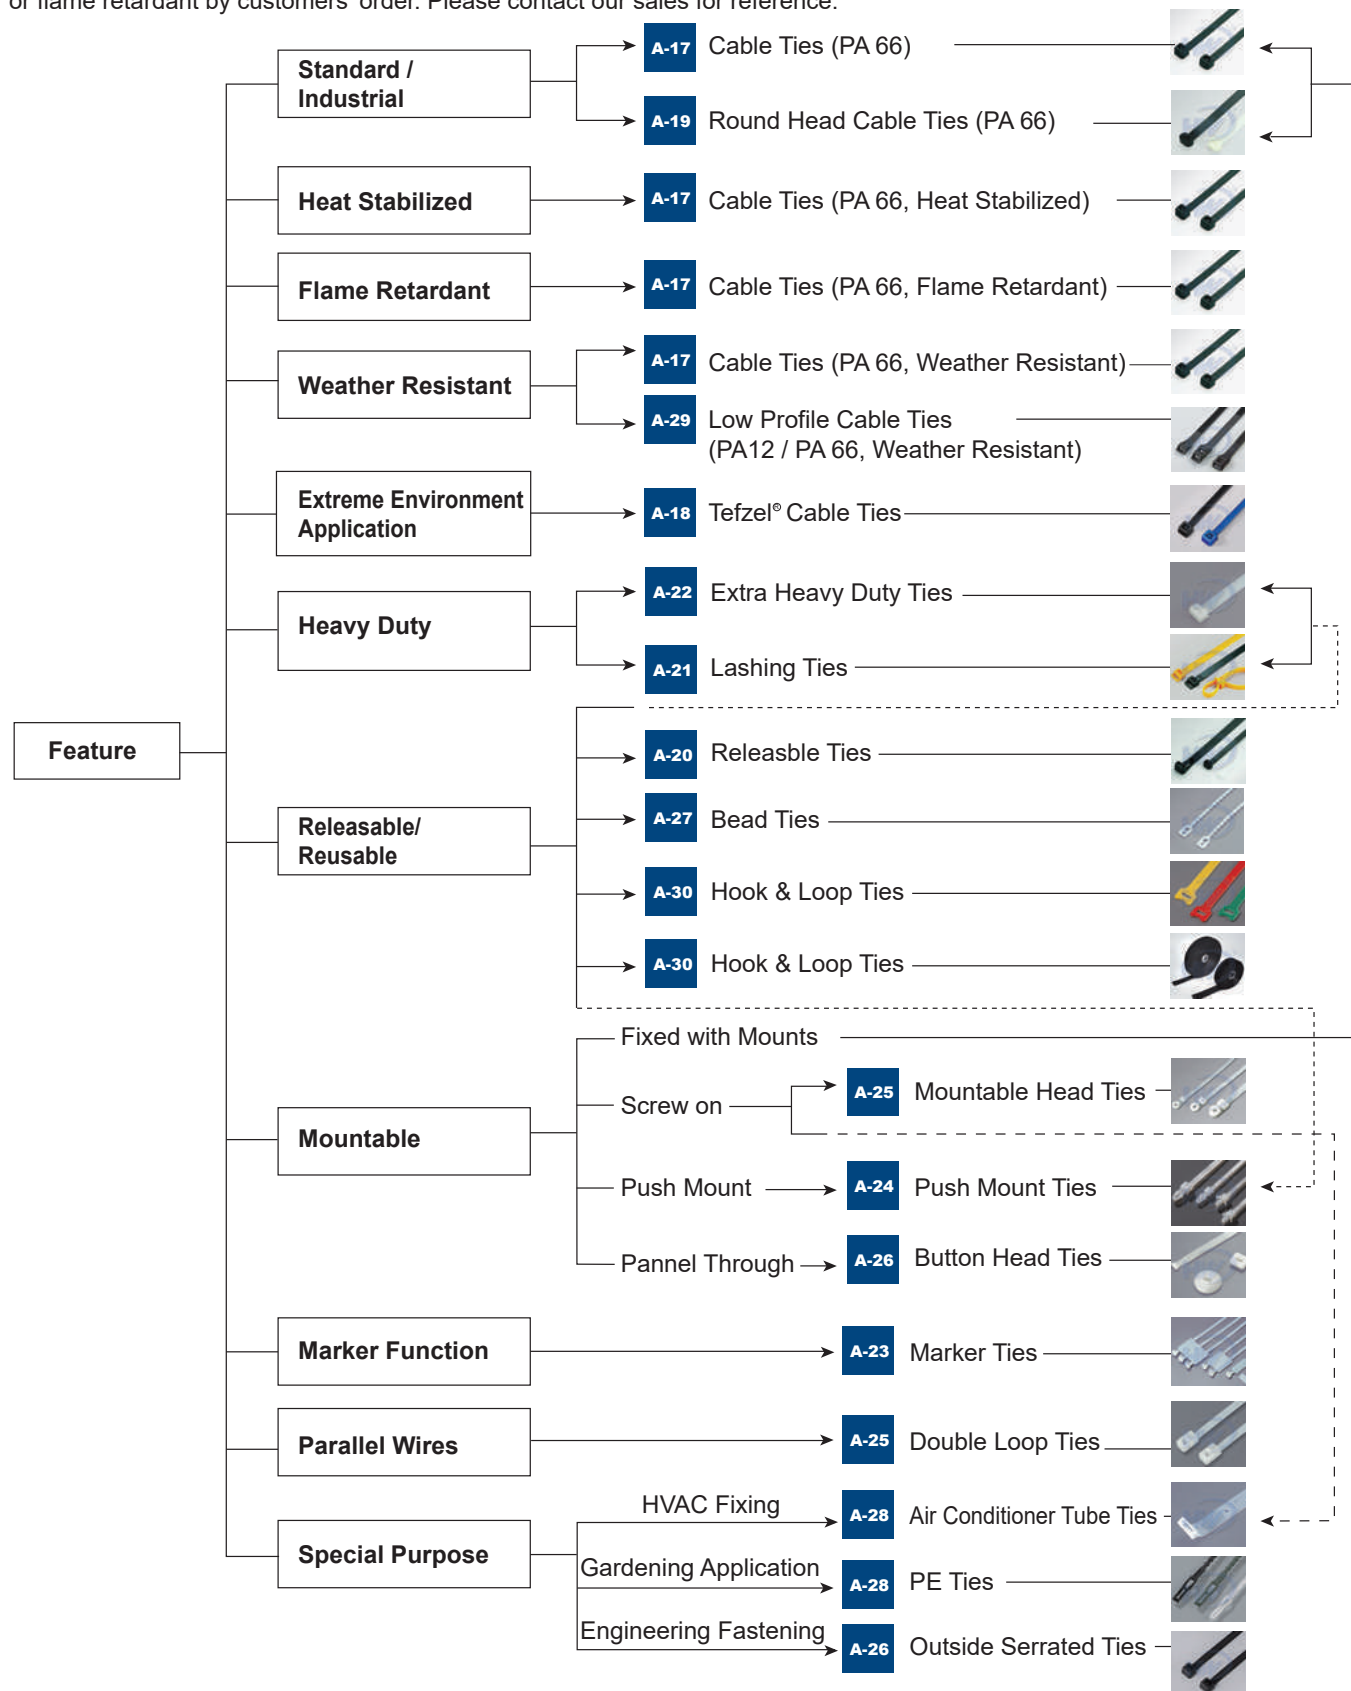 or flame retardant by customers' order. Please contact our sales for reference.
Standard /
Industrial
A-17 Cable Ties (PA 66)
A-19 Round Head Cable Ties (PA 66)
Heat Stabilized
A-17 Cable Ties (PA 66, Heat Stabilized)
Flame Retardant
A-17 Cable Ties (PA 66, Flame Retardant)
Weather Resistant
A-17 Cable Ties (PA 66, Weather Resistant)
A-29 Low Profile Cable Ties
(PA12 / PA 66, Weather Resistant)
Extreme Environment
Application
A-18 Tefzel® Cable Ties
Heavy Duty
A-22 Extra Heavy Duty Ties
A-21 Lashing Ties
Feature
Releasable/
Reusable
A-20 Releasble Ties
A-27 Bead Ties
A-30 Hook & Loop Ties
A-30 Hook & Loop Ties
Mountable
Fixed with Mounts
Screw on
A-25 Mountable Head Ties
Push Mount
A-24 Push Mount Ties
Pannel Through
A-26 Button Head Ties
Marker Function
A-23 Marker Ties
Parallel Wires
A-25 Double Loop Ties
Special Purpose
HVAC Fixing
A-28 Air Conditioner Tube Ties
Gardening Application
A-28 PE Ties
Engineering Fastening
A-26 Outside Serrated Ties